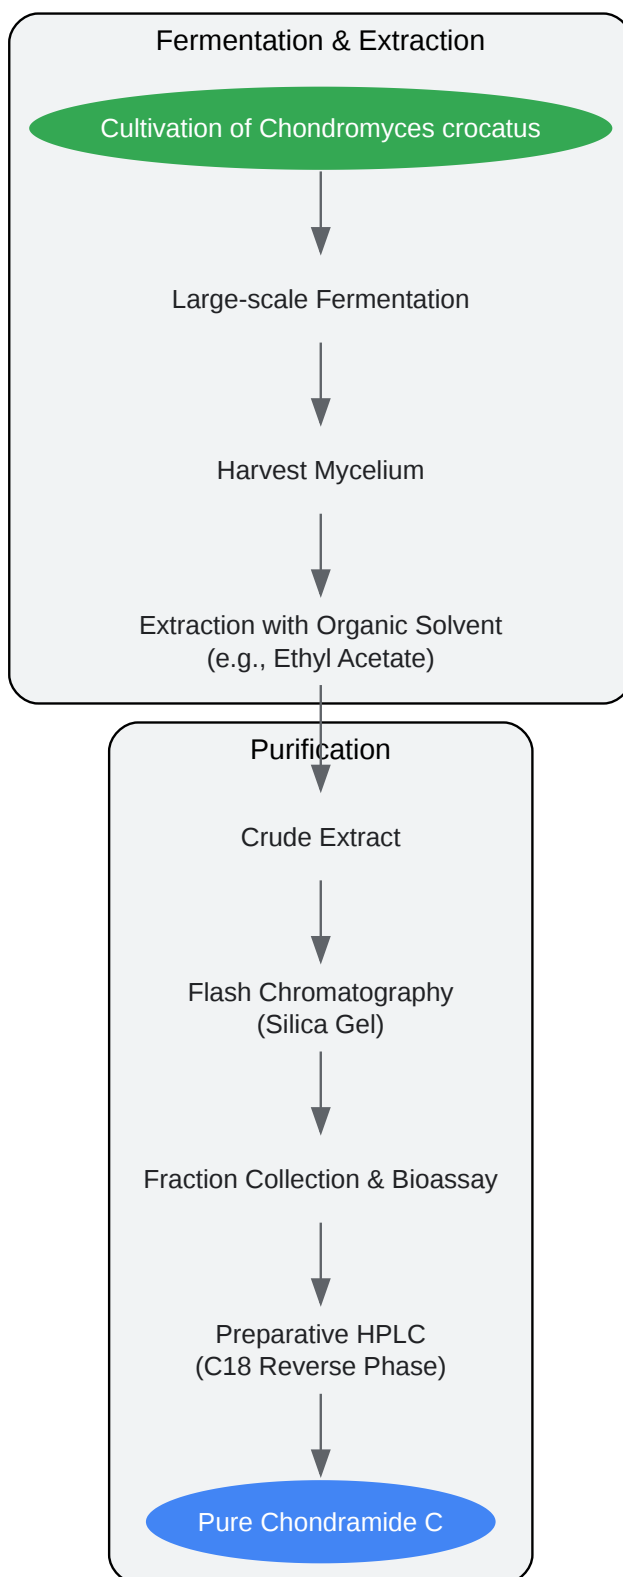 Fermentation & Extraction
Cultivation of Chondromyces crocatus
Large-scale Fermentation
Harvest Mycelium
Extraction with Organic Solvent
(e.g., Ethyl Acetate)
Purification
Crude Extract
Flash Chromatography
(Silica Gel)
Fraction Collection & Bioassay
Preparative HPLC
(C18 Reverse Phase)
Pure Chondramide C